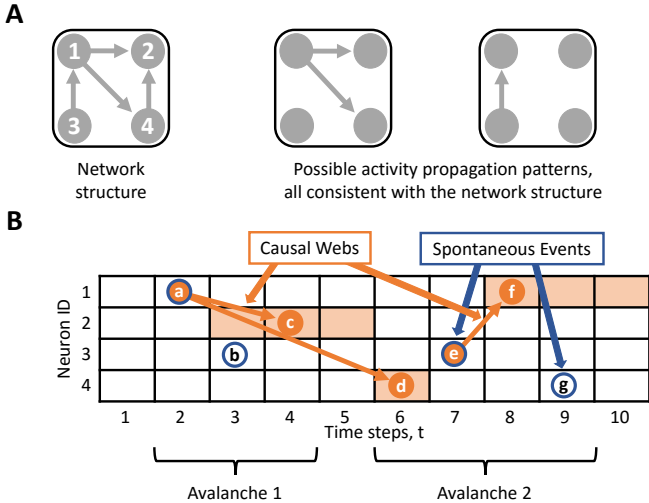 A
1 2
3 4
Network
structure
Possible activity propagation patterns,
all consistent with the network structure
B
Causal Webs
Spontaneous Events
Neuron ID
1
2
3
4
a
f
c
b
e
d
g
1 2 3 4 5 6 7 8 9 10
Time steps, t
Avalanche 1
Avalanche 2